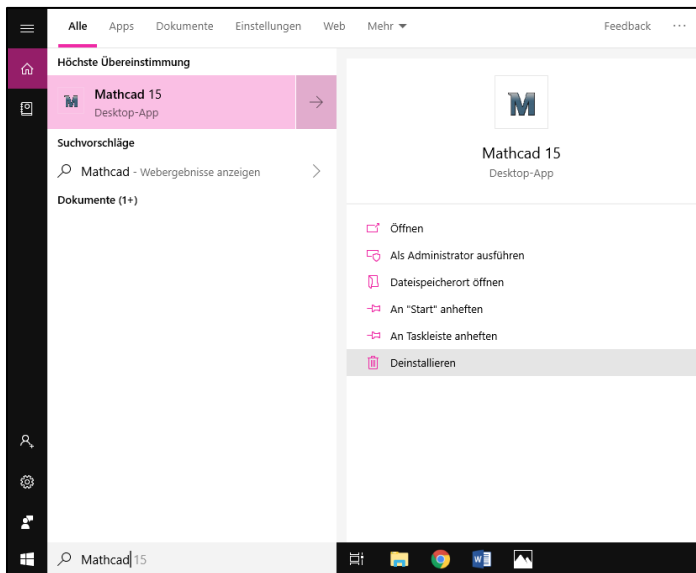 Alle Apps Dokumente Einstellungen Web Mehr Feedback ...
Höchste Übereinstimmung
Mathcad 15
Desktop-App
Suchvorschläge
Mathcad - Webergebnisse anzeigen
Dokumente (1+)
Mathcad 15
Desktop-App
Öffnen
Als Administrator ausführen
Dateispeicherort öffnen
An "Start" anheften
An Taskleiste anheften
Deinstallieren
Mathcad 15